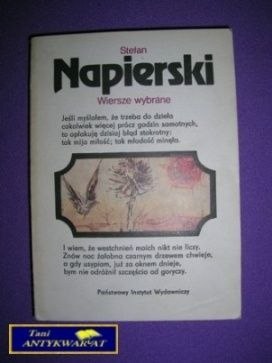 Stefan
Napierski
Wiersze wybrane
Jeśli myślałem, że trzeba do dzieła
cokolwiek więcej prócz godzin samotnych,
to opłakuję dzisiaj błąd stokrotny:
tak mija miłość; tak młodość minęła.
I wiem, że westchnień moich nikt nie liczy.
Znów noc żałobna czarnym drzewem chwieje,
a gdy usypiam, już za oknem dnieje,
bym nie odróżnił szczęścia od goryczy.
Państwowy Instytut Wydawniczy
Tani
ANTYKWARIAT